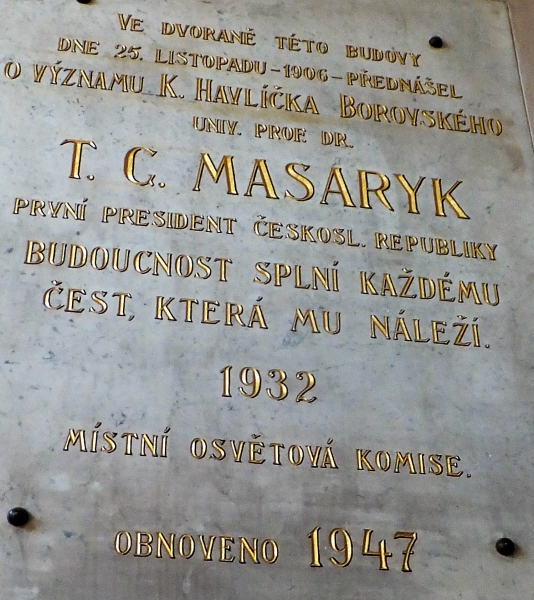 VE DVORANĚ TÉTO BUDOVY
DNE 25. LISTOPADU - 1906 - PŘEDNÁŠEL
O VÝZNAMU K. HAVLÍČKA BOROVSKÉHO
UNIV. PROF. DR.
T. G. MASARYK
PRVNÍ PRESIDENT ČESKOSL. REPUBLIKY
BUDOUCNOST SPLNÍ KAŽDÉMU
ČEST, KTERÁ MU NÁLEŽÍ.
1932
MÍSTNÍ OSVĚTOVÁ KOMISE.
OBNOVENO 1947